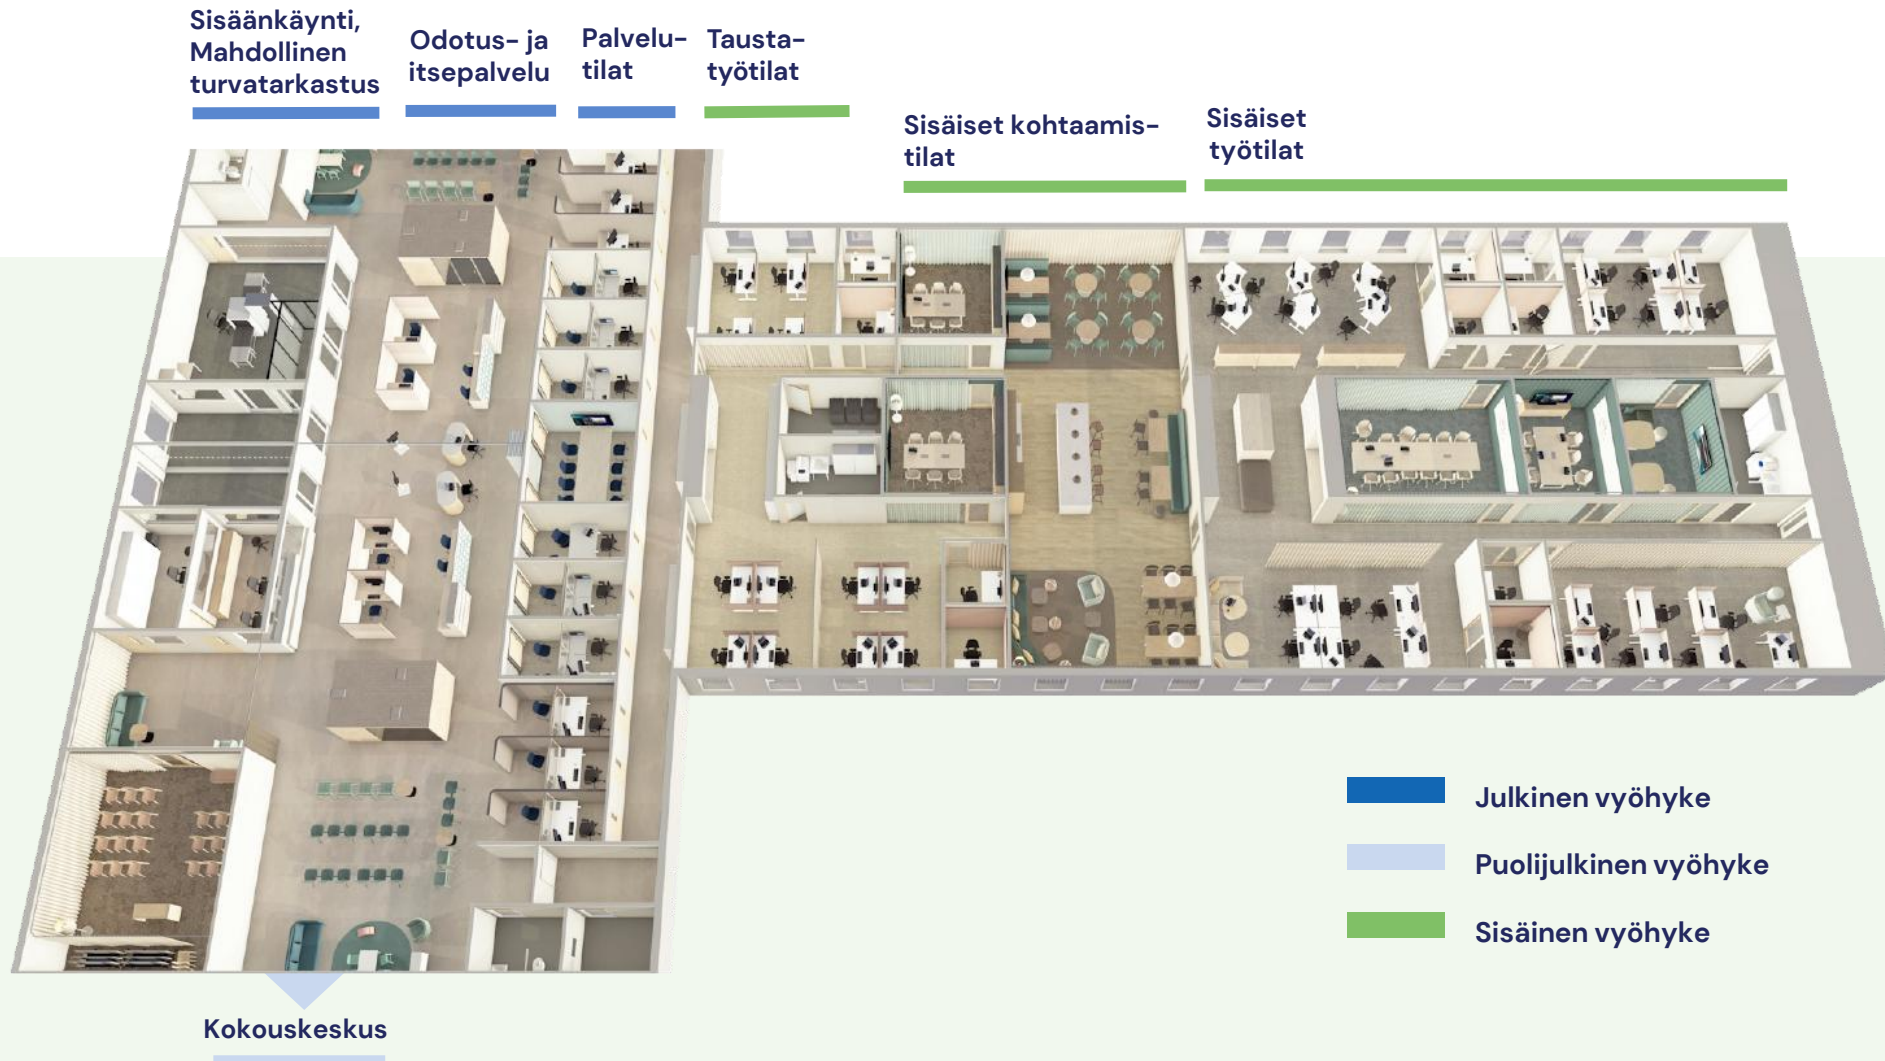 Sisäänkäynti,
Mahdollinen
turvatarkastus
Odotus- ja
itsepalvelu
Palvelu-
tilat
Tausta-
työtilat
Sisäiset kohtaamis-
tilat
Sisäiset
työtilat
Julkinen vyöhyke
Puolijulkinen vyöhyke
Sisäinen vyöhyke
Kokouskeskus